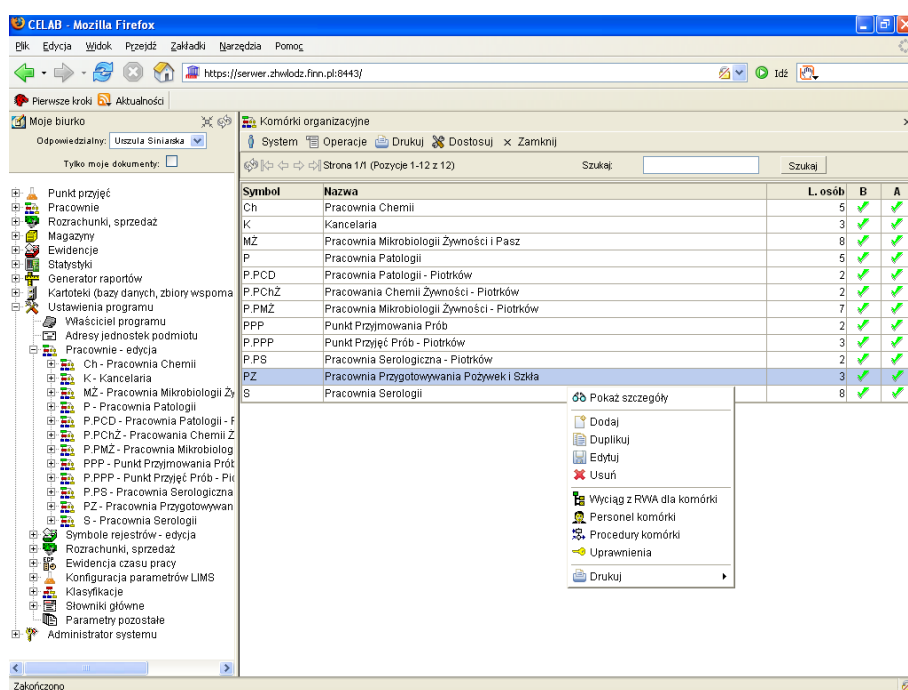 CELAB - Mozilla Firefox
Plik Edycja Widok Przejdź Zakładki Narzędzia Pomoc
https://serwer.zhwlodz.finn.pl:8443/ Idź
Pierwsze kroki Aktualności
Moje biurko
Odpowiedzialny: Urszula Siniarska
Tylko moje dokumenty:
Punkt przyjęć
Pracownie
Rozrachunki, sprzedaż
Magazyny
Ewidencje
Statystyki
Generator raportów
Kartoteki (bazy danych, zbiory wspoma
Ustawienia programu
Właściciel programu
Adresy jednostek podmiotu
Pracownie - edycja
Ch - Pracownia Chemii
K - Kancelaria
MŻ - Pracownia Mikrobiologii Ży
P - Pracownia Patologii
P.PCD - Pracownia Patologii - P
P.PChŻ - Pracowania Chemii Ż
P.PMŻ - Pracownia Mikrobiolog
PPP - Punkt Przyjmowania Prób
P.PPP - Punkt Przyjęć Prób - Pio
P.PS - Pracownia Serologiczna
PZ - Pracownia Przygotowywan
S - Pracownia Serologii
Symbole rejestrów - edycja
Rozrachunki, sprzedaż
Ewidencja czasu pracy
Konfiguracja parametrów LIMS
Klasyfikacje
Słowniki główne
Parametry pozostałe
Administrator systemu
Komórki organizacyjne
System Operacje Drukuj Dostosuj Zamknij
Strona 1/1 (Pozycje 1-12 z 12) Szukaj: Szukaj
Symbol Nazwa L. osób B A
Ch Pracownia Chemii 5
K Kancelaria 3
MŻ Pracownia Mikrobiologii Żywności i Pasz 8
P Pracownia Patologii 5
P.PCD Pracownia Patologii - Piotrków 2
P.PChŻ Pracowania Chemii Żywności - Piotrków 2
P.PMŻ Pracownia Mikrobiologii Żywności - Piotrków 7
PPP Punkt Przyjmowania Prób 2
P.PPP Punkt Przyjęć Prób - Piotrków 3
P.PS Pracownia Serologiczna - Piotrków 2
PZ Pracownia Przygotowywania Pożywek i Szkła 3
S Pracownia Serologii 8
Pokaż szczegóły
Dodaj
Duplikuj
Edytuj
Usuń
Wyciąg z RWA dla komórki
Personel komórki
Procedury komórki
Uprawnienia
Drukuj
Zakończono